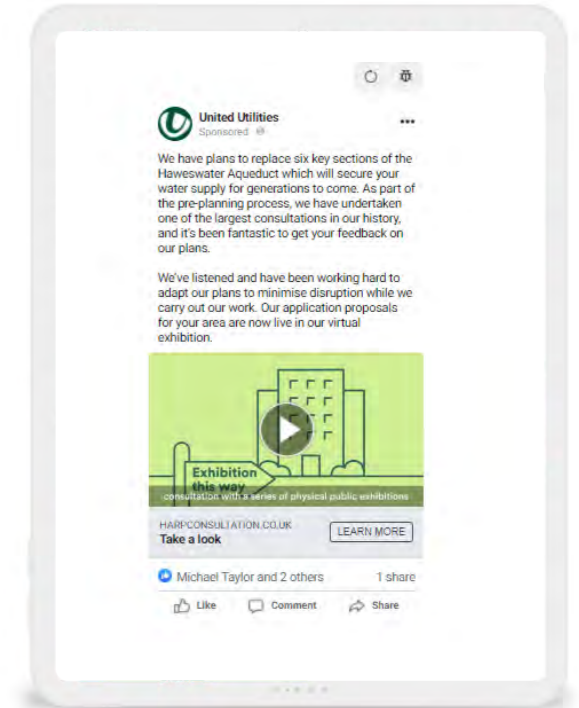 United Utilities
Sponsored
We have plans to replace six key sections of the
Haweswater Aqueduct which will secure your
water supply for generations to come. As part of
the pre-planning process, we have undertaken
one of the largest consultations in our history,
and it's been fantastic to get your feedback on
our plans.
We've listened and have been working hard to
adapt our plans to minimise disruption while we
carry out our work. Our application proposals
for your area are now live in our virtual
exhibition.
Exhibition
this way
consultation with a series of physical public exhibitions
HARPCONSULTATION.CO.UK
Take a look
LEARN MORE
Michael Taylor and 2 others 1 share
Like Comment Share